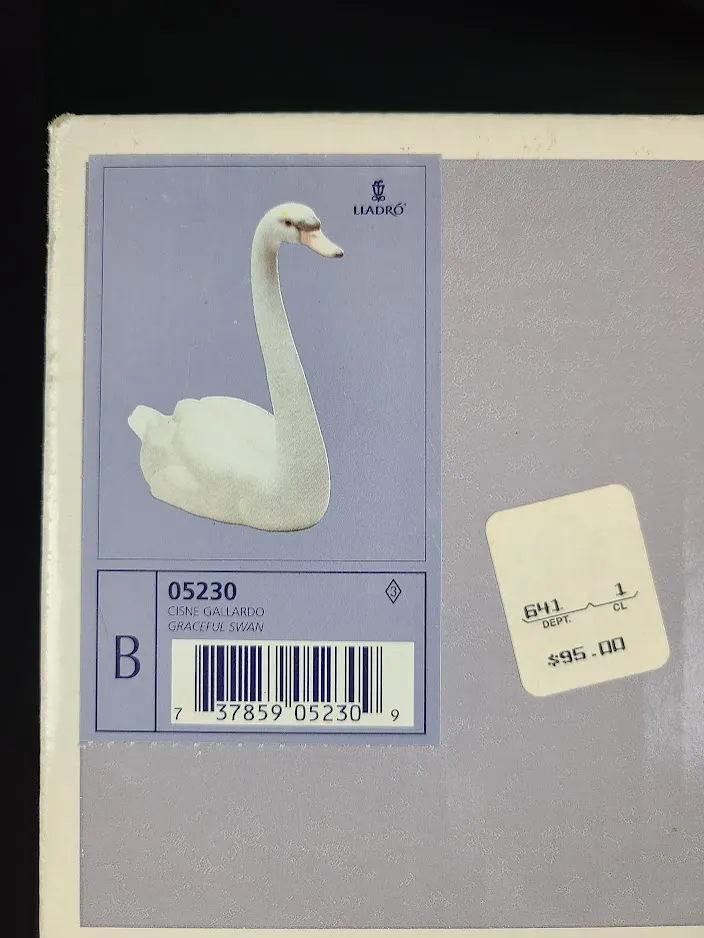 LLADRÓ
05230
3
CISNE GALLARDO
GRACEFUL SWAN
B
7 37859 05230 9
641 1
DEPT. CL
$95.00